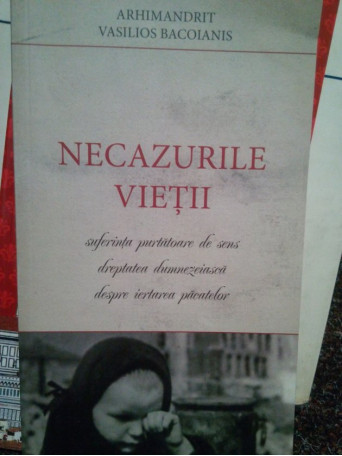 ARHIMANDRIT
VASILIOS BACOIANIS
NECAZURILE
VIEȚII
suferința purtătoare de sens
dreptatea dumnezeiască
despre iertarea păcatelor